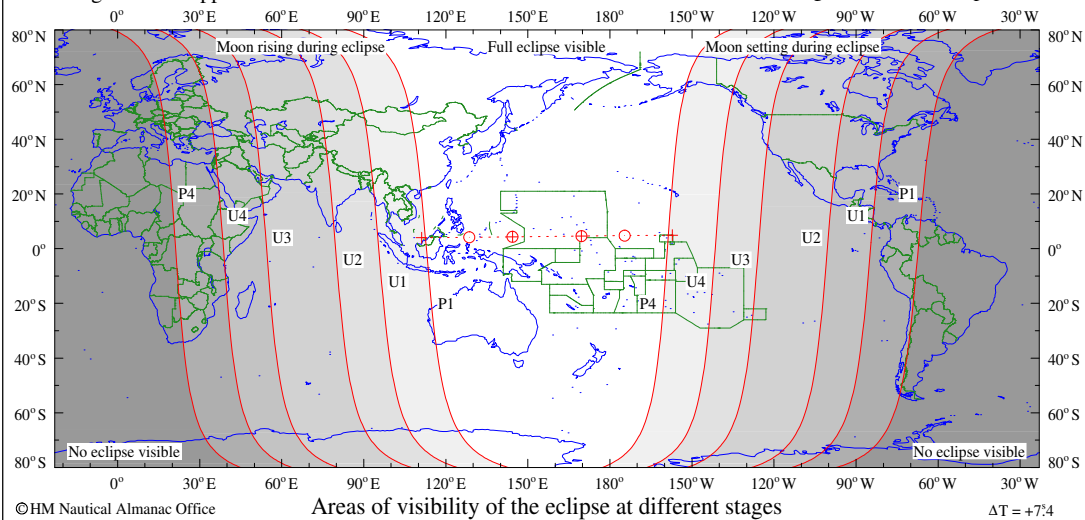 0° 30°E 60°E 90°E 120°E 150°E 180° 150°W 120°W 90°W 60°W 30°W
80°N Moon rising during eclipse Full eclipse visible Moon setting during eclipse 80°N
60°N 60°N
40°N 40°N
20°N P4 P1 20°N
U4 U1
0° U3 U2 0°
U2 U3
U1 U4
20°S P1 P4 20°S
40°S 40°S
60°S 60°S
No eclipse visible No eclipse visible
80°S 80°S
0° 30°E 60°E 90°E 120°E 150°E 180° 150°W 120°W 90°W 60°W 30°W
©HM Nautical Almanac Office Areas of visibility of the eclipse at different stages ΔT = +7ˢ.4